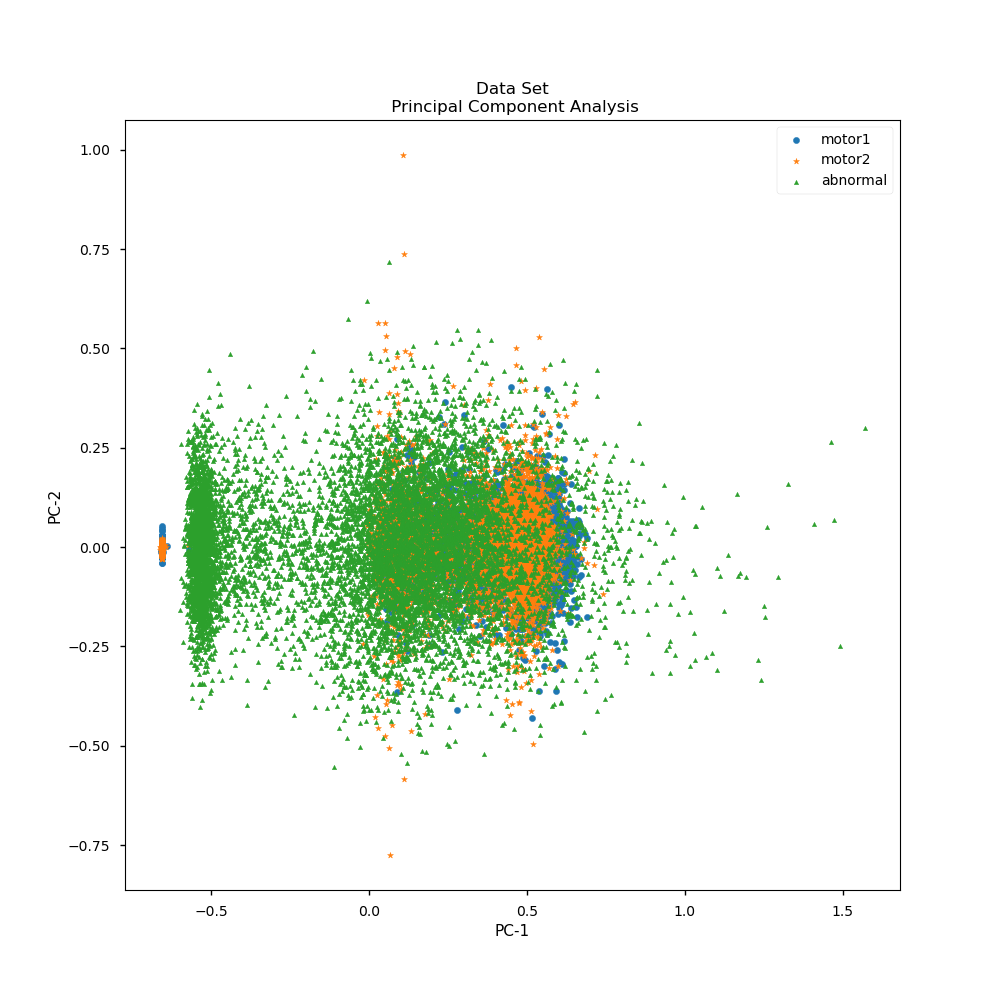 Data Set
Principal Component Analysis
motor1
motor2
abnormal
1.00
0.75
0.50
0.25
0.00
−0.25
−0.50
−0.75
PC-2
−0.5
0.0
0.5
1.0
1.5
PC-1